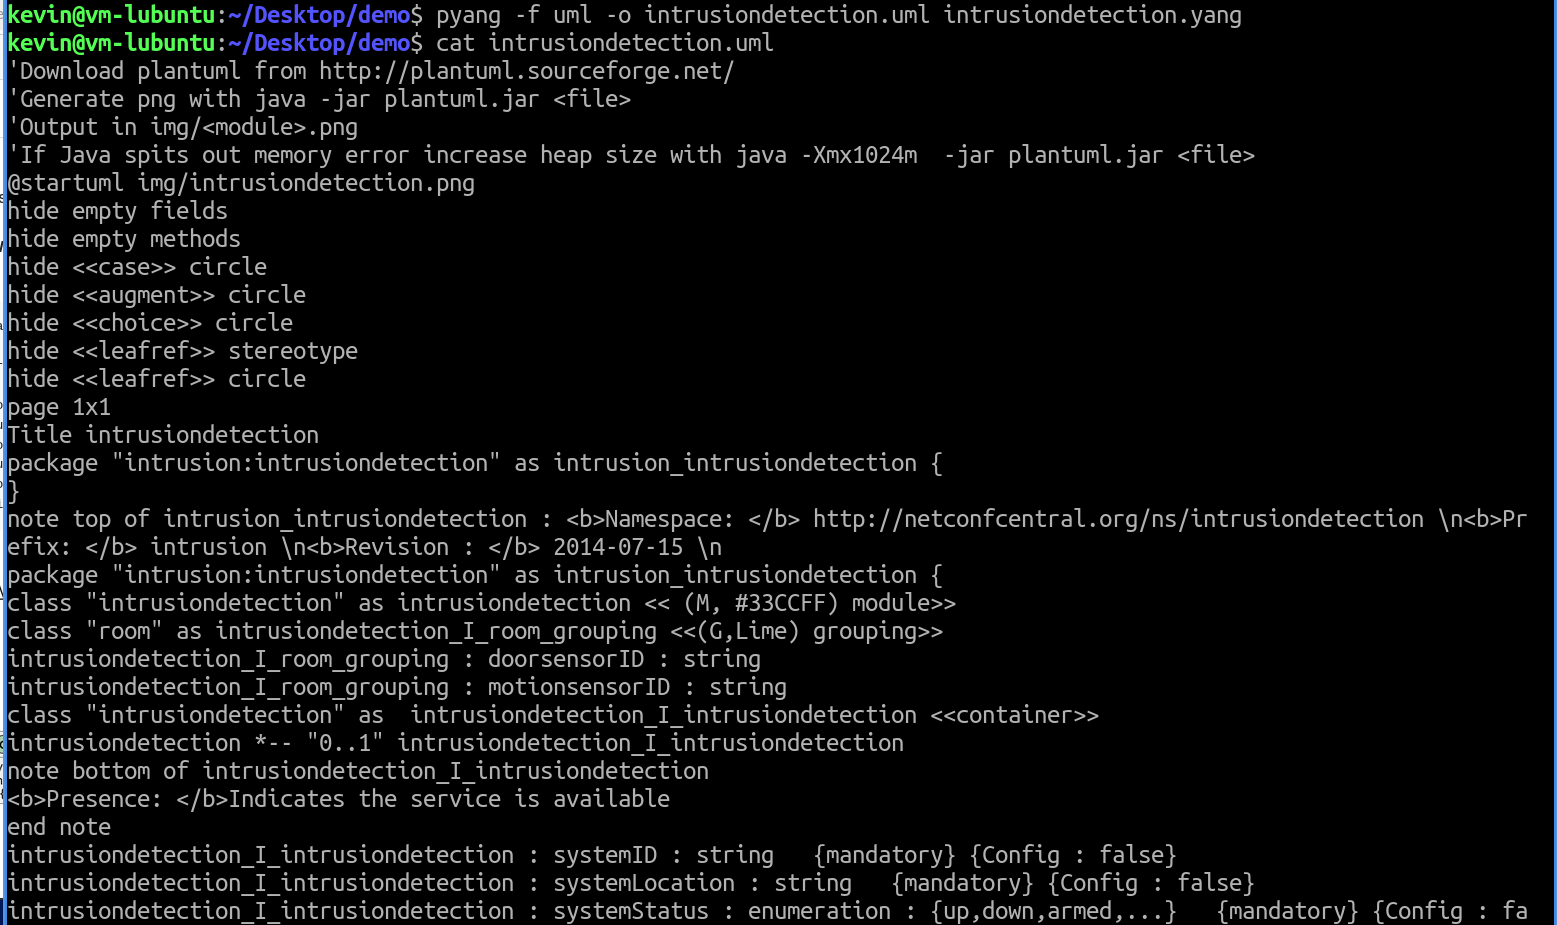 kevin@vm-lubuntu:~/Desktop/demo$ pyang -f uml -o intrusiondetection.uml intrusiondetection.yang
kevin@vm-lubuntu:~/Desktop/demo$ cat intrusiondetection.uml
'Download plantuml from http://plantuml.sourceforge.net/
'Generate png with java -jar plantuml.jar <file>
'Output in img/<module>.png
'If Java spits out memory error increase heap size with java -Xmx1024m  -jar plantuml.jar <file>
@startuml img/intrusiondetection.png
hide empty fields
hide empty methods
hide <<case>> circle
hide <<augment>> circle
hide <<choice>> circle
hide <<leafref>> stereotype
hide <<leafref>> circle
page 1x1
Title intrusiondetection
package "intrusion:intrusiondetection" as intrusion_intrusiondetection {
}
note top of intrusion_intrusiondetection : <b>Namespace: </b> http://netconfcentral.org/ns/intrusiondetection \n<b>Pr
efix: </b> intrusion \n<b>Revision : </b> 2014-07-15 \n
package "intrusion:intrusiondetection" as intrusion_intrusiondetection {
class "intrusiondetection" as intrusiondetection << (M, #33CCFF) module>>
class "room" as intrusiondetection_I_room_grouping <<(G,Lime) grouping>>
intrusiondetection_I_room_grouping : doorsensorID : string
intrusiondetection_I_room_grouping : motionsensorID : string
class "intrusiondetection" as  intrusiondetection_I_intrusiondetection <<container>>
intrusiondetection *-- "0..1" intrusiondetection_I_intrusiondetection
note bottom of intrusiondetection_I_intrusiondetection
<b>Presence: </b>Indicates the service is available
end note
intrusiondetection_I_intrusiondetection : systemID : string   {mandatory} {Config : false}
intrusiondetection_I_intrusiondetection : systemLocation : string   {mandatory} {Config : false}
intrusiondetection_I_intrusiondetection : systemStatus : enumeration : {up,down,armed,...}   {mandatory} {Config : fa